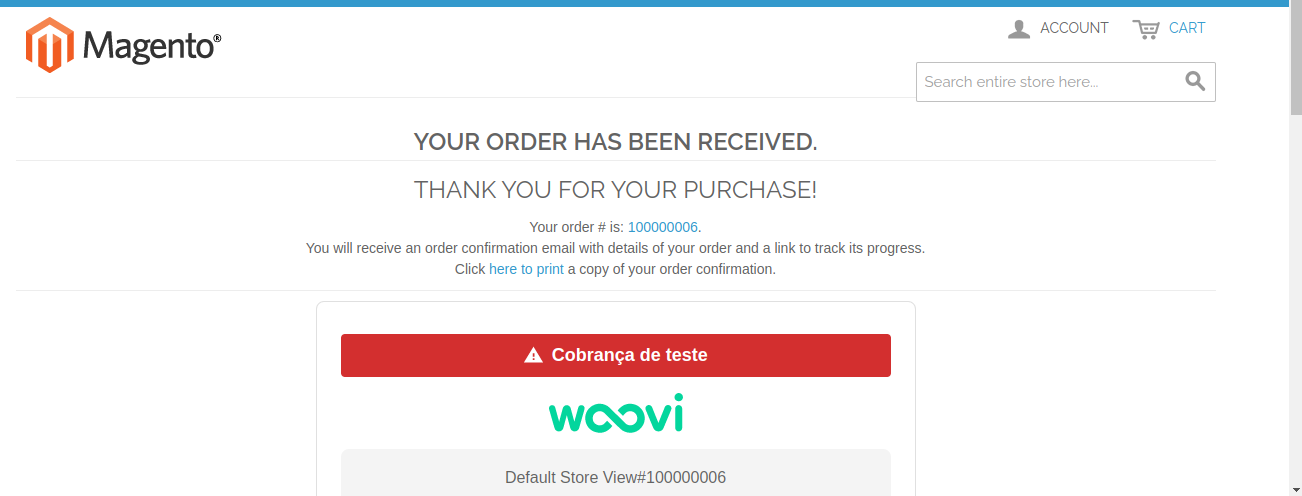 Magento®
ACCOUNT
CART
Search entire store here...
YOUR ORDER HAS BEEN RECEIVED.
THANK YOU FOR YOUR PURCHASE!
Your order # is: 100000006.
You will receive an order confirmation email with details of your order and a link to track its progress.
Click here to print a copy of your order confirmation.
Cobrança de teste
woovi
Default Store View#100000006